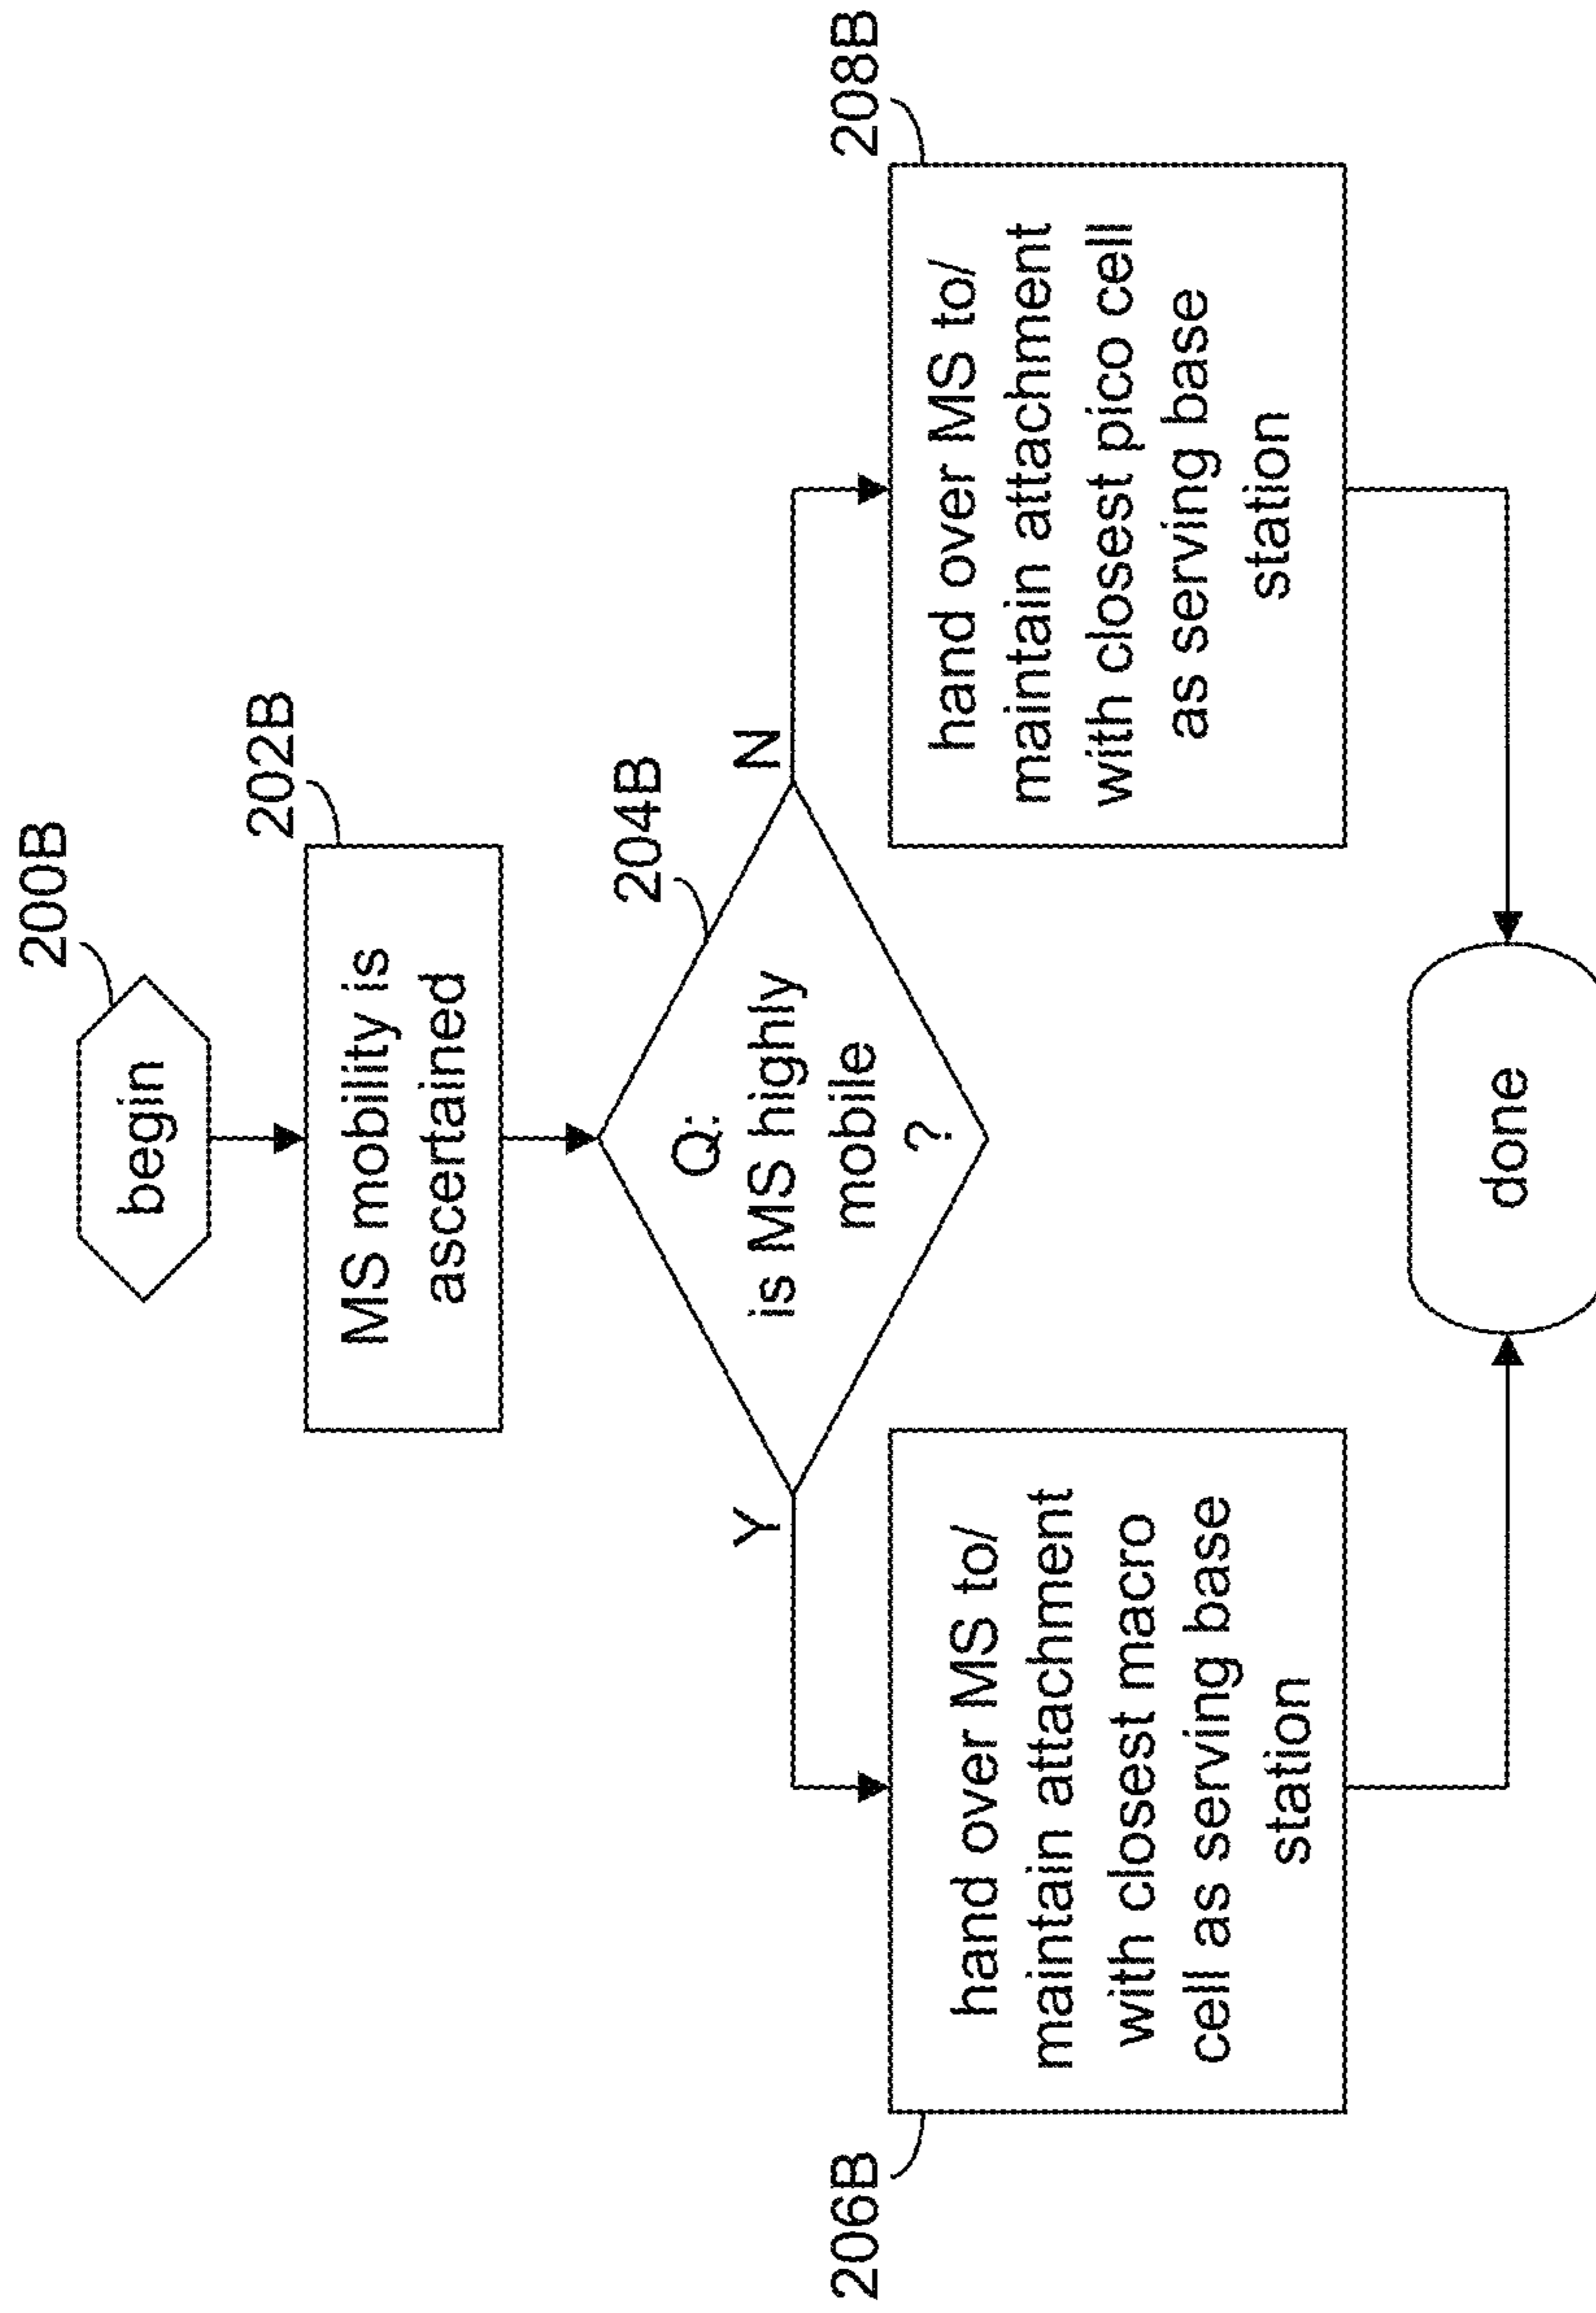 200B
begin
202B
MS mobility is
ascertained
204B
Q:
is MS highly
mobile
?
Y
N
206B
hand over MS to/
maintain attachment
with closest macro
cell as serving base
station
208B
hand over MS to/
maintain attachment
with closest pico cell
as serving base
station
done